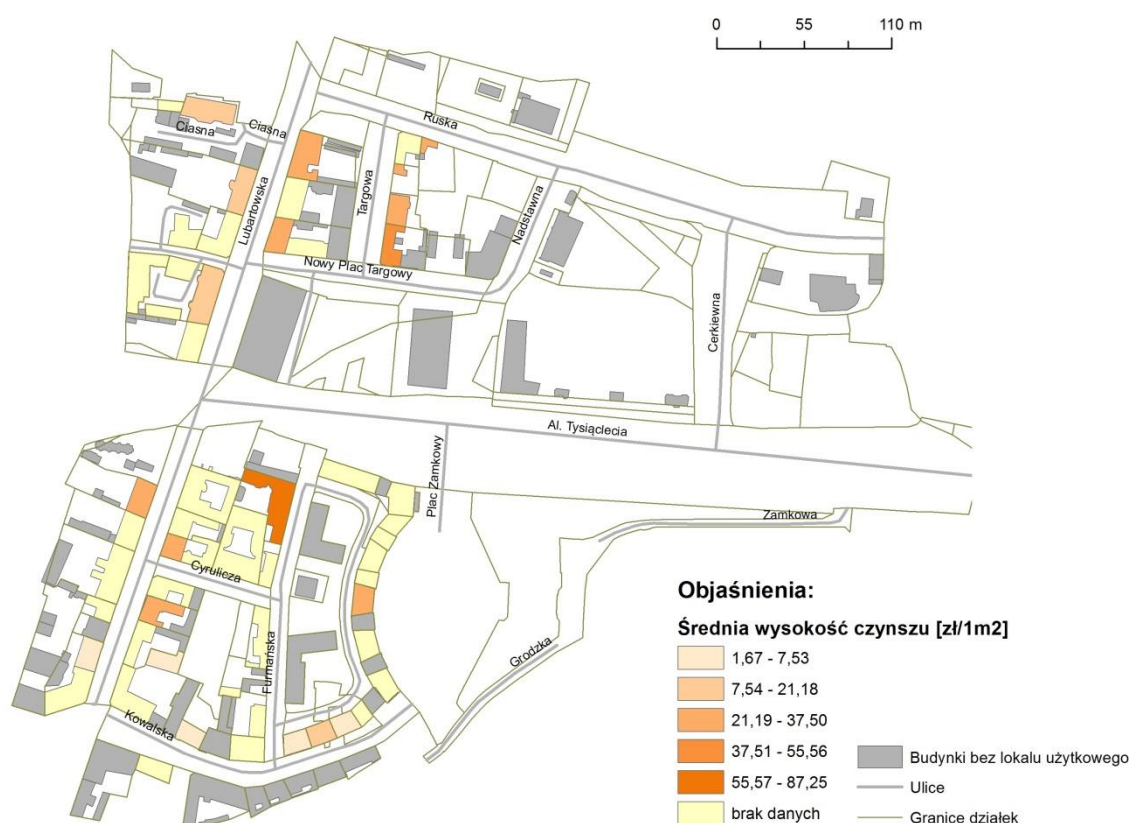 0 55 110 m
Ruska
Ciasna
Ciasna
Lubartowska
Targowa
Nadstawna
Nowy Plac Targowy
Cerkiewna
Al. Tysiąclecia
Plac Zamkowy
Zamkowa
Cyrulicza
Furmańska
Grodzka
Kowalska
Objaśnienia:
Średnia wysokość czynszu [zł/1m2]
1,67 - 7,53
7,54 - 21,18
21,19 - 37,50
37,51 - 55,56
55,57 - 87,25
brak danych
Budynki bez lokalu użytkowego
Ulice
Granice działek